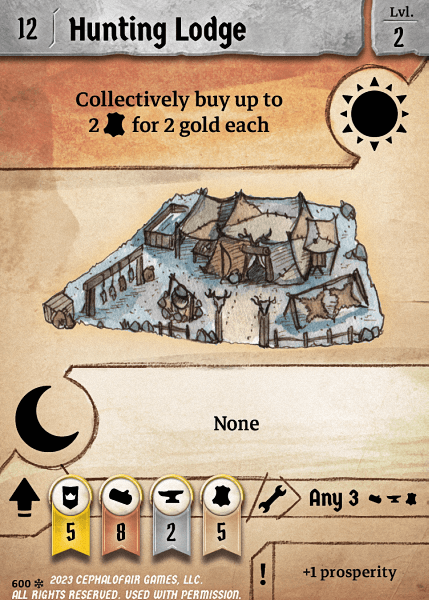 12 Hunting Lodge
Lvl.
2
Collectively buy up to
2 for 2 gold each
None
5 8 2 5
Any 3
! +1 prosperity
600 2023 CEPHALOFAIR GAMES, LLC.
ALL RIGHTS RESERVED. USED WITH PERMISSION.